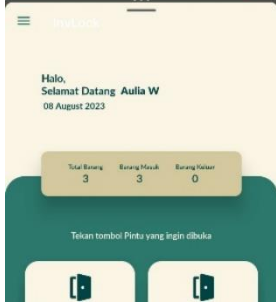 Halo,
Selamat Datang Aulia W
08 August 2023
Total Barang Barang Masuk Barang Keluar
3 3 0
Tekan tombol Pintu yang ingin dibuka